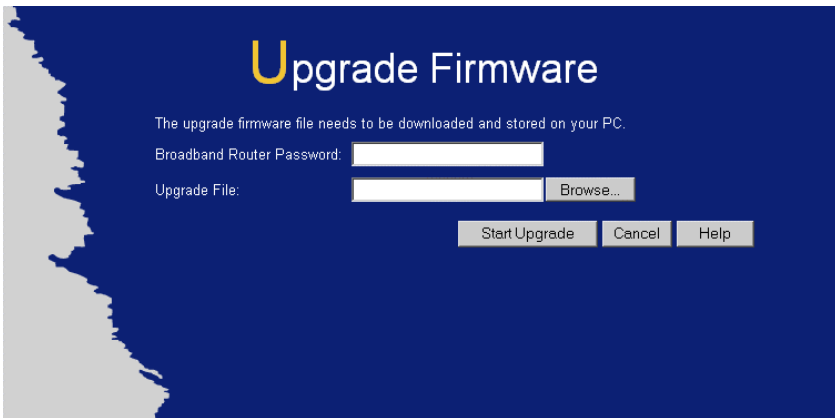 Upgrade Firmware
The upgrade firmware file needs to be downloaded and stored on your PC.
Broadband Router Password:
Upgrade File: Browse...
Start Upgrade Cancel Help